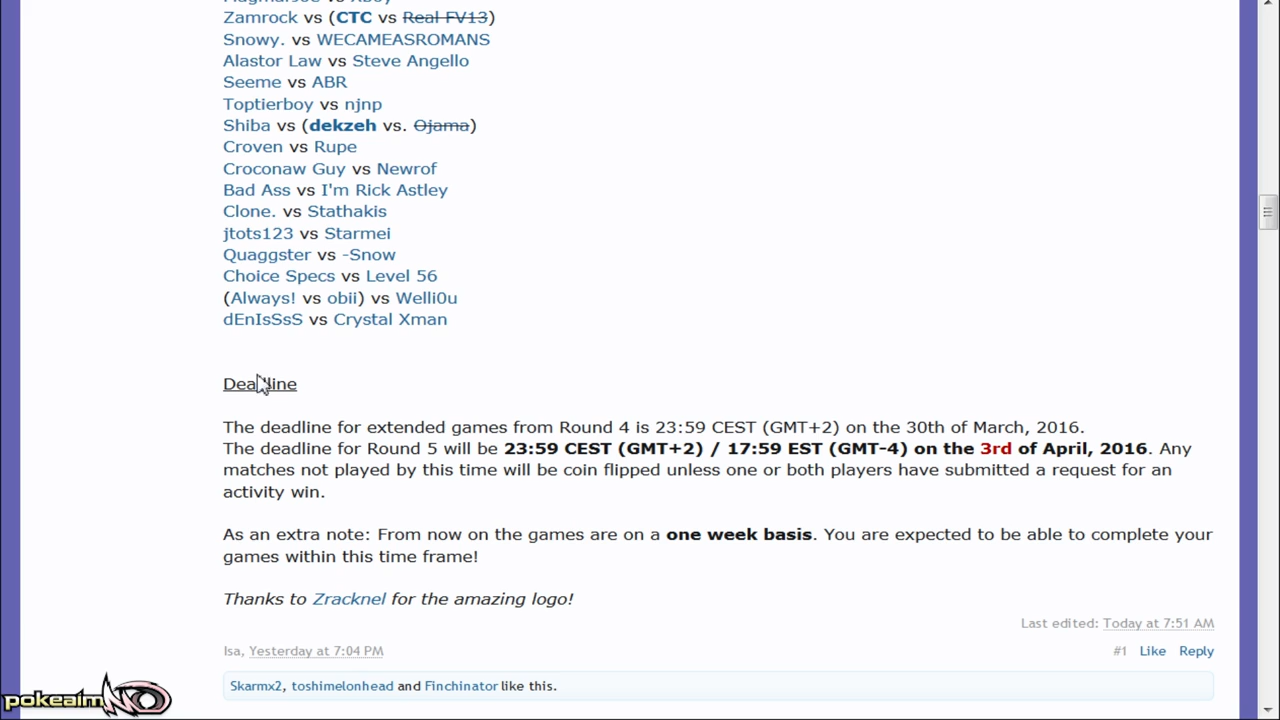 Zamrock vs (CTC vs Real FV13)
Snowy. vs WECAMEASROMANS
Alastor Law vs Steve Angello
Seeme vs ABR
Toptierboy vs njnp
Shiba vs (dekzeh vs. Ojama)
Croven vs Rupe
Croconaw Guy vs Newrof
Bad Ass vs I'm Rick Astley
Clone. vs Stathakis
jtots123 vs Starmei
Quaggster vs -Snow
Choice Specs vs Level 56
(Always! vs obii) vs Welli0u
dEnIsSsS vs Crystal Xman
Deadline
The deadline for extended games from Round 4 is 23:59 CEST (GMT+2) on the 30th of March, 2016.
The deadline for Round 5 will be 23:59 CEST (GMT+2) / 17:59 EST (GMT-4) on the 3rd of April, 2016. Any
matches not played by this time will be coin flipped unless one or both players have submitted a request for an
activity win.
As an extra note: From now on the games are on a one week basis. You are expected to be able to complete your
games within this time frame!
Thanks to Zracknel for the amazing logo!
Last edited: Today at 7:51 AM
Isa, Yesterday at 7:04 PM #1 Like Reply
Skarmx2, toshimelonhead and Finchinator like this.
pokeaimMD